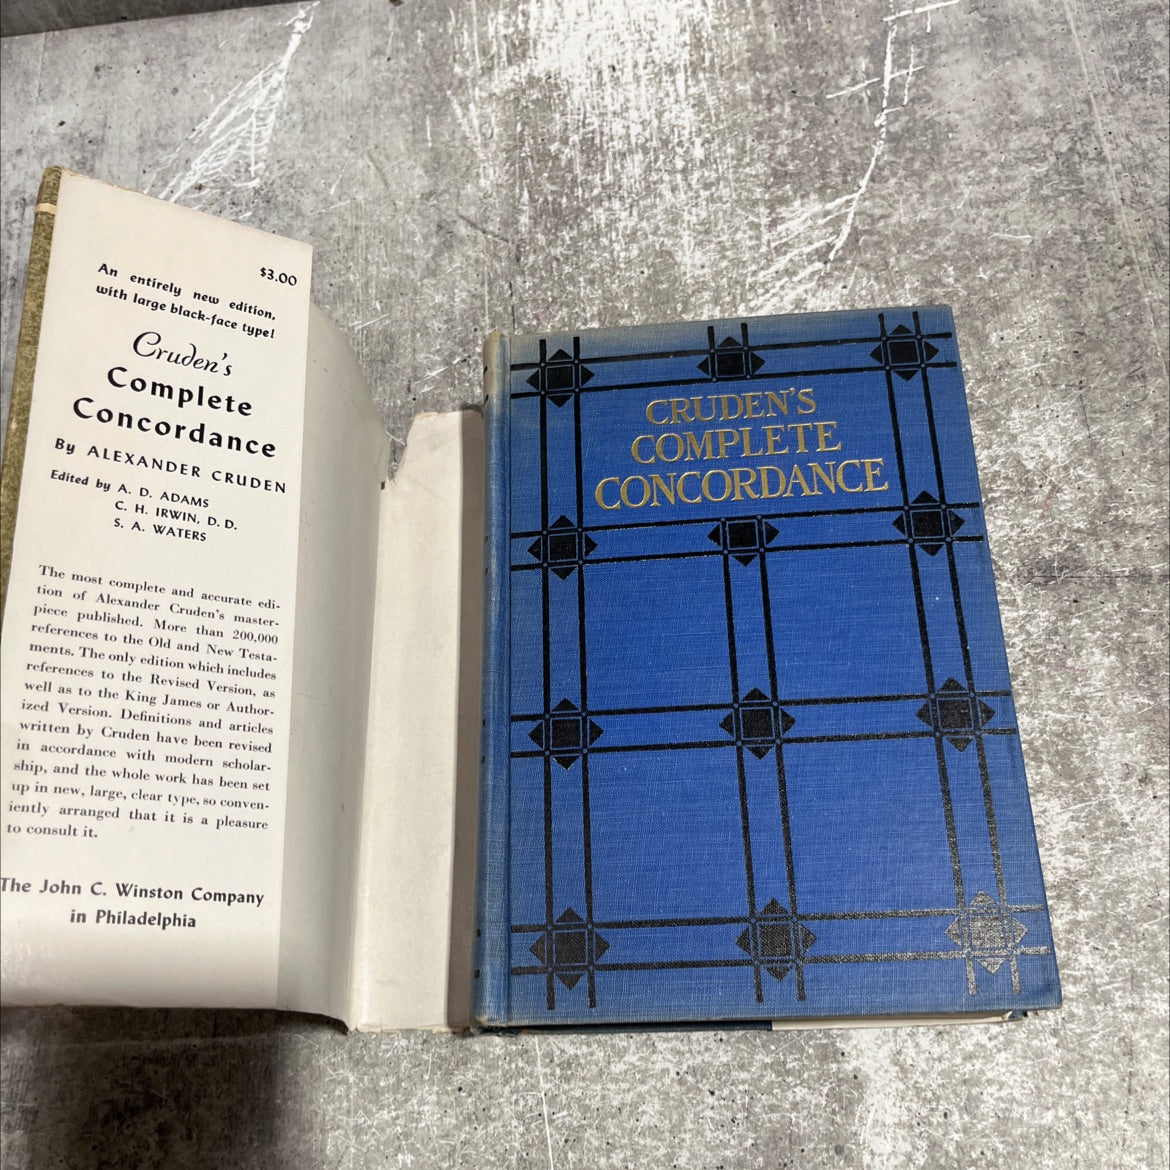 $3.00
An entirely new edition,
with large black-face type!
Cruden's
Complete
Concordance
By ALEXANDER CRUDEN
Edited by A. D. ADAMS
C. H. IRWIN, D. D.
S. A. WATERS
The most complete and accurate edi-
tion of Alexander Cruden's master-
piece published. More than 200,000
references to the Old and New Testa-
ments. The only edition which includes
references to the Revised Version, as
well as to the King James or Author-
ized Version. Definitions and articles
written by Cruden have been revised
in accordance with modern scholar-
ship, and the whole work has been set
up in new, large, clear type, so conven-
iently arranged that it is a pleasure
to consult it.
The John C. Winston Company
in Philadelphia
CRUDEN'S
COMPLETE
CONCORDANCE